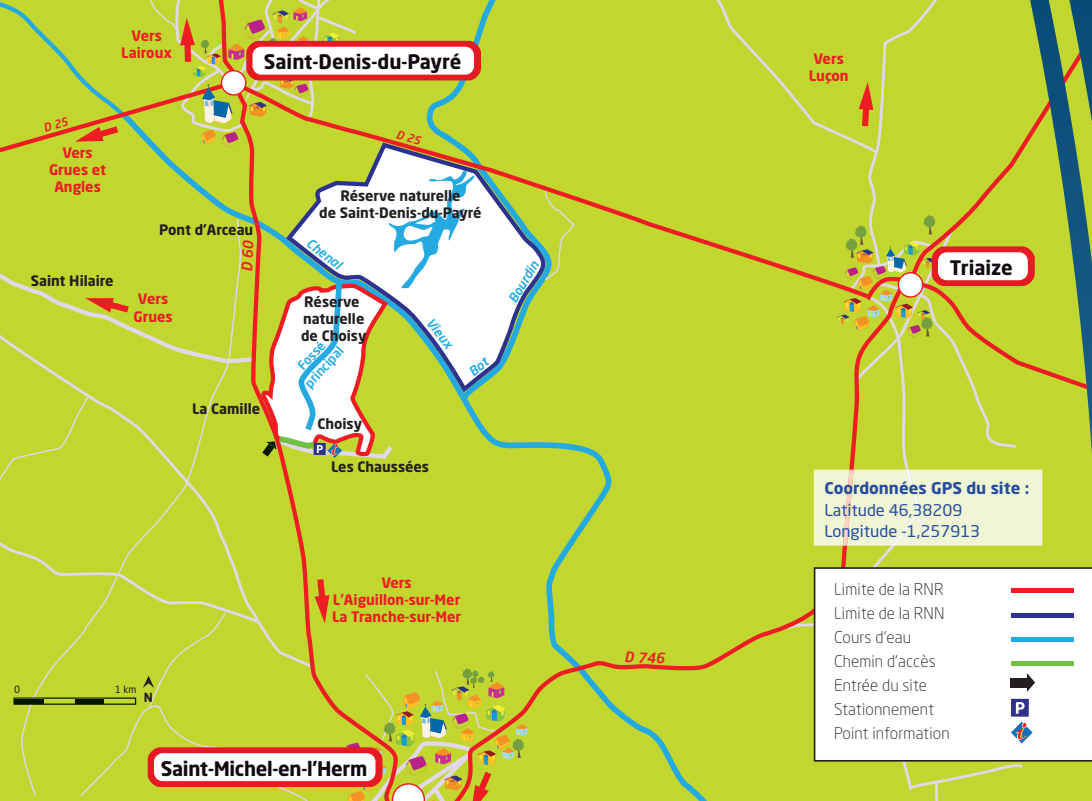 Vers
Lairoux
Saint-Denis-du-Payré
Vers
Luçon
D 25
D 25
Vers
Grues et
Angles
Réserve naturelle
de Saint-Denis-du-Payré
Pont d'Arceau
D 60
Chenal
Vieux
Bot
Bourdin
Triaize
Saint Hilaire
Vers
Grues
Réserve
naturelle
de Choisy
Fossé
principal
La Camille
Choisy
P
i
Les Chaussées
Coordonnées GPS du site :
Latitude 46,38209
Longitude -1,257913
Vers
L'Aiguillon-sur-Mer
La Tranche-sur-Mer
D 746
0 1 km
N
Saint-Michel-en-l'Herm
Limite de la RNR
Limite de la RNN
Cours d'eau
Chemin d'accès
Entrée du site
Stationnement P
Point information i